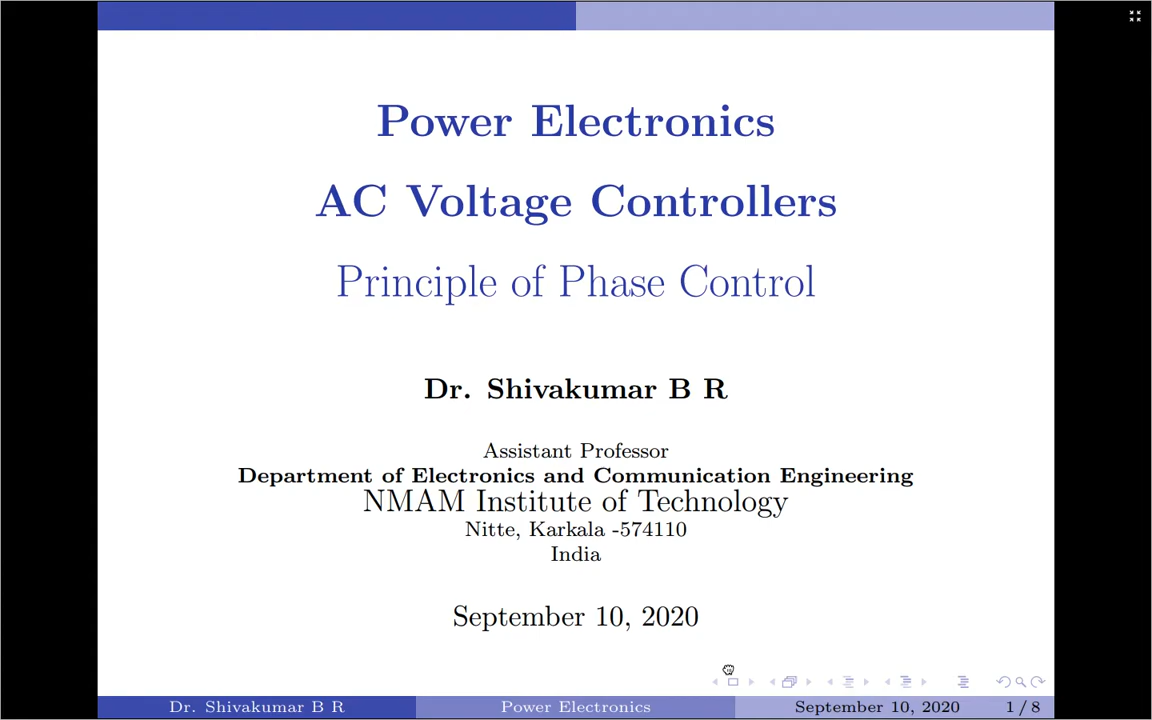 Power Electronics
AC Voltage Controllers
Principle of Phase Control
Dr. Shivakumar B R
Assistant Professor
Department of Electronics and Communication Engineering
NMAM Institute of Technology
Nitte, Karkala -574110
India
September 10, 2020
Dr. Shivakumar B R Power Electronics September 10, 2020 1 / 8